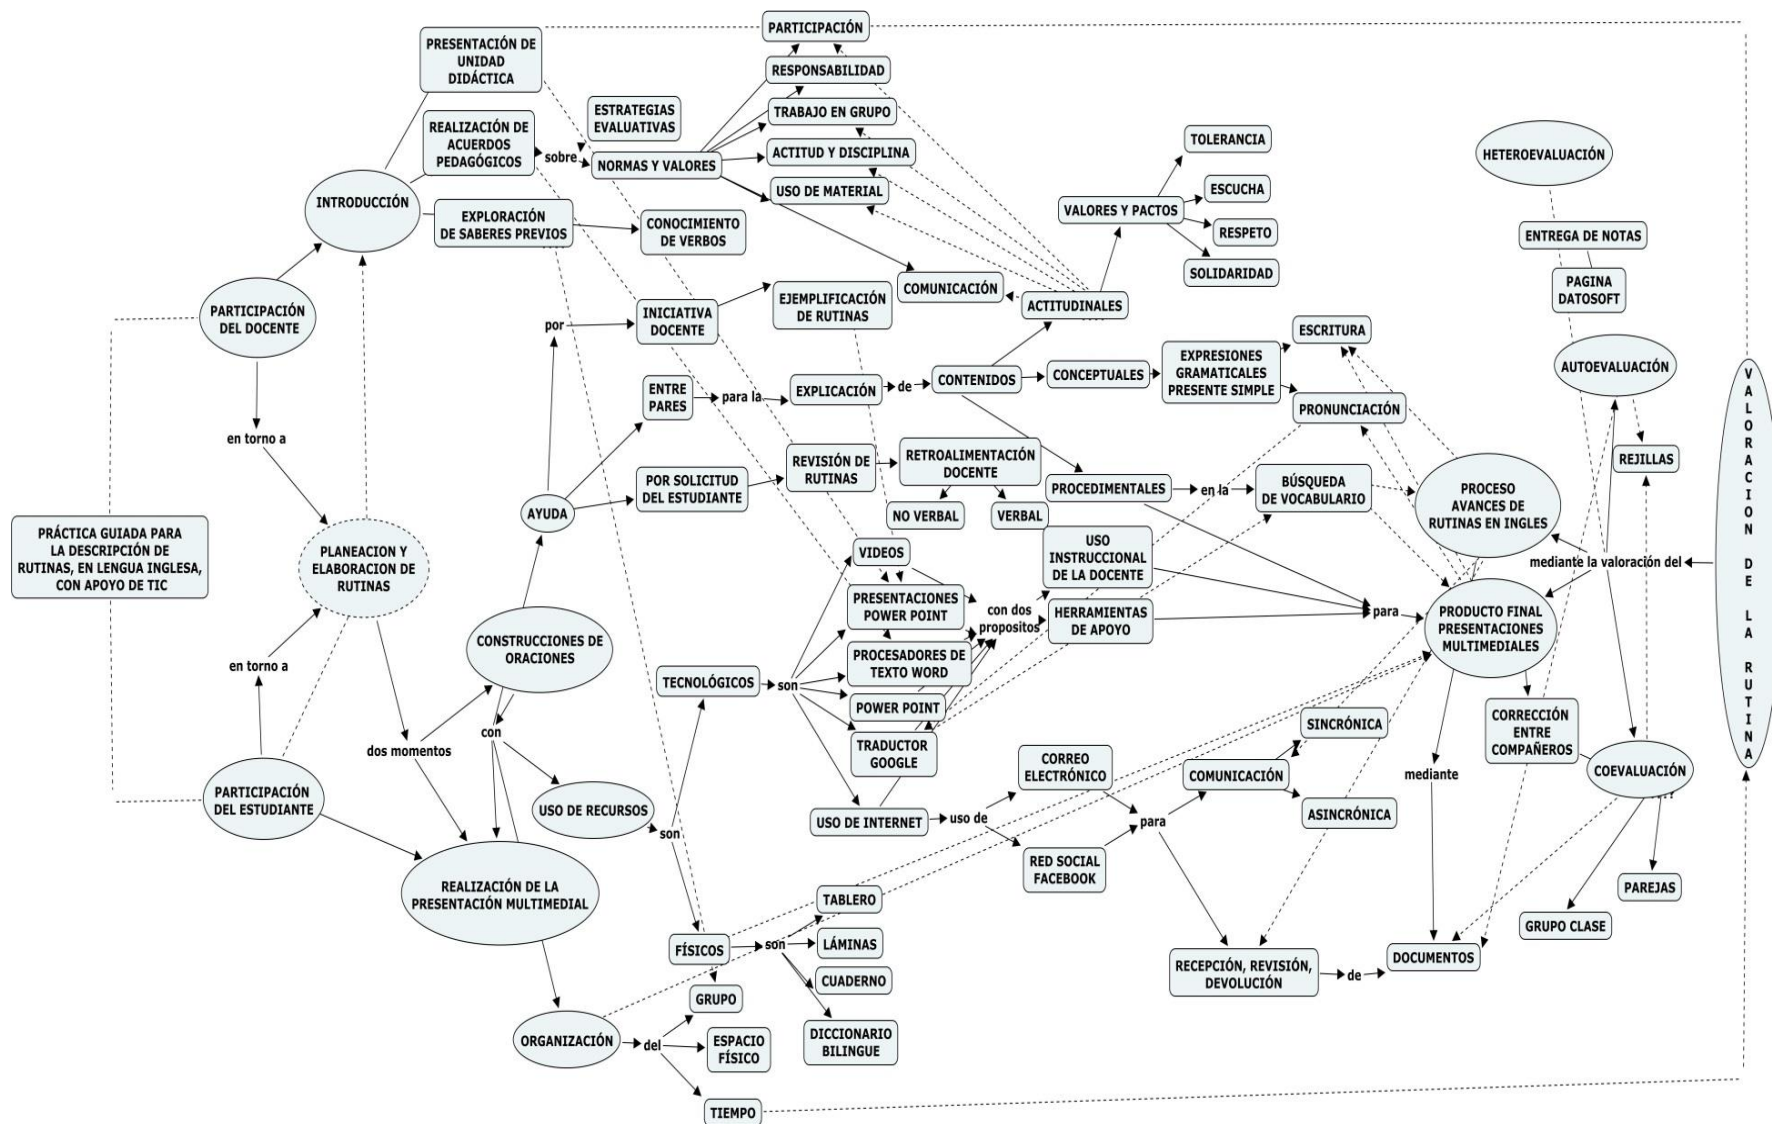 PRESENTACIÓN DE
UNIDAD
DIDÁCTICA
PARTICIPACIÓN
RESPONSABILIDAD
TRABAJO EN GRUPO
ACTITUD Y DISCIPLINA
USO DE MATERIAL
ESTRATEGIAS
EVALUATIVAS
REALIZACIÓN DE
ACUERDOS
PEDAGÓGICOS
sobre
NORMAS Y VALORES
INTRODUCCIÓN
EXPLORACIÓN
DE SABERES PREVIOS
CONOCIMIENTO
DE VERBOS
TOLERANCIA
ESCUCHA
VALORES Y PACTOS
RESPETO
SOLIDARIDAD
HETEROEVALUACIÓN
ENTREGA DE NOTAS
PAGINA
DATOSOFT
COMUNICACIÓN
ACTITUDINALES
PARTICIPACIÓN
DEL DOCENTE
por
INICIATIVA
DOCENTE
EJEMPLIFICACIÓN
DE RUTINAS
ESCRITURA
ENTRE
PARES
para la
EXPLICACIÓN
de
CONTENIDOS
CONCEPTUALES
EXPRESIONES
GRAMATICALES
PRESENTE SIMPLE
PRONUNCIACIÓN
AUTOEVALUACIÓN
REJILLAS
en torno a
POR SOLICITUD
DEL ESTUDIANTE
REVISIÓN DE
RUTINAS
RETROALIMENTACIÓN
DOCENTE
NO VERBAL
VERBAL
PROCEDIMENTALES
en la
BÚSQUEDA
DE VOCABULARIO
PROCESO
AVANCES DE
RUTINAS EN INGLES
AYUDA
PRÁCTICA GUIADA PARA
LA DESCRIPCIÓN DE
RUTINAS, EN LENGUA INGLESA,
CON APOYO DE TIC
PLANEACION Y
ELABORACION DE
RUTINAS
VIDEOS
USO
INSTRUCCIONAL
DE LA DOCENTE
mediante la valoración del
VALORACION DE LA RUTINA
PRESENTACIONES
POWER POINT
con dos
propositos
HERRAMIENTAS
DE APOYO
para
PRODUCTO FINAL
PRESENTACIONES
MULTIMEDIALES
CONSTRUCCIONES DE
ORACIONES
en torno a
PROCESADORES DE
TEXTO WORD
TECNOLÓGICOS
son
POWER POINT
TRADUCTOR
GOOGLE
con
dos momentos
SINCRÓNICA
CORRECCIÓN
ENTRE
COMPAÑEROS
CORREO
ELECTRÓNICO
COMUNICACIÓN
mediante
COEVALUACIÓN
PARTICIPACIÓN
DEL ESTUDIANTE
USO DE RECURSOS
son
USO DE INTERNET
uso de
para
ASINCRÓNICA
RED SOCIAL
FACEBOOK
REALIZACIÓN DE LA
PRESENTACIÓN MULTIMEDIAL
TABLERO
PAREJAS
GRUPO CLASE
FÍSICOS
son
LÁMINAS
CUADERNO
DICCIONARIO
BILINGUE
RECEPCIÓN, REVISIÓN,
DEVOLUCIÓN
de
DOCUMENTOS
GRUPO
ORGANIZACIÓN
del
ESPACIO
FÍSICO
TIEMPO